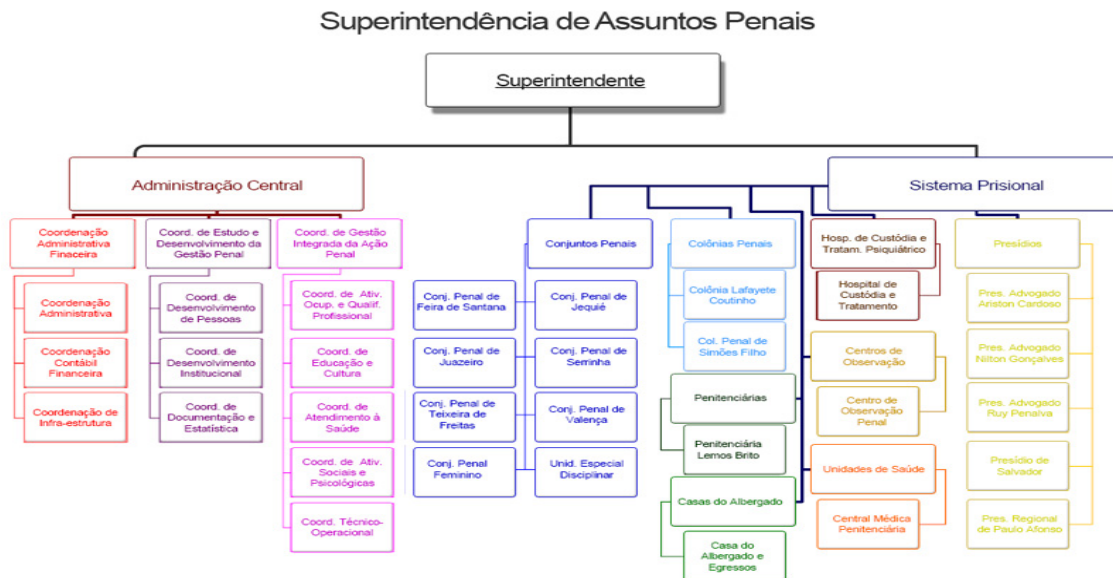 Superintendência de Assuntos Penais
Superintendente
Administração Central
Sistema Prisional
Coordenação
Administrativa
Finaceira
Coordenação
Administrativa
Coordenação
Contábil
Financeira
Coordenação de
Infra-estrutura
Coord. de Estudo e
Desenvolvimento da
Gestão Penal
Coord. de
Desenvolvimento
de Pessoas
Coord. de
Desenvolvimento
Institucional
Coord. de
Documentação e
Estatística
Coord. de Gestão
Integrada da Ação
Penal
Coord. de Ativ.
Ocup. e Qualif.
Profissional
Coord. de
Educação e
Cultura
Coord. de
Atendimento à
Saúde
Coord. de Ativ.
Sociais e
Psicológicas
Coord. Técnico-
Operacional
Conjuntos Penais
Conj. Penal de
Feira de Santana
Conj. Penal de
Jequié
Conj. Penal de
Juazeiro
Conj. Penal de
Serrinha
Conj. Penal de
Teixeira de
Freitas
Conj. Penal de
Valença
Conj. Penal
Feminino
Unid. Especial
Disciplinar
Colônias Penais
Colônia Lafayete
Coutinho
Col. Penal de
Simões Filho
Penitenciárias
Penitenciária
Lemos Brito
Casas do Albergado
Casa do
Albergado e
Egressos
Hosp. de Custódia e
Tratam. Psiquiátrico
Hospital de
Custódia e
Tratamento
Centros de
Observação
Centro de
Observação
Penal
Unidades de Saúde
Central Médica
Penitenciária
Presídios
Pres. Advogado
Ariston Cardoso
Pres. Advogado
Nilton Gonçalves
Pres. Advogado
Ruy Penalva
Presídio de
Salvador
Pres. Regional
de Paulo Afonso